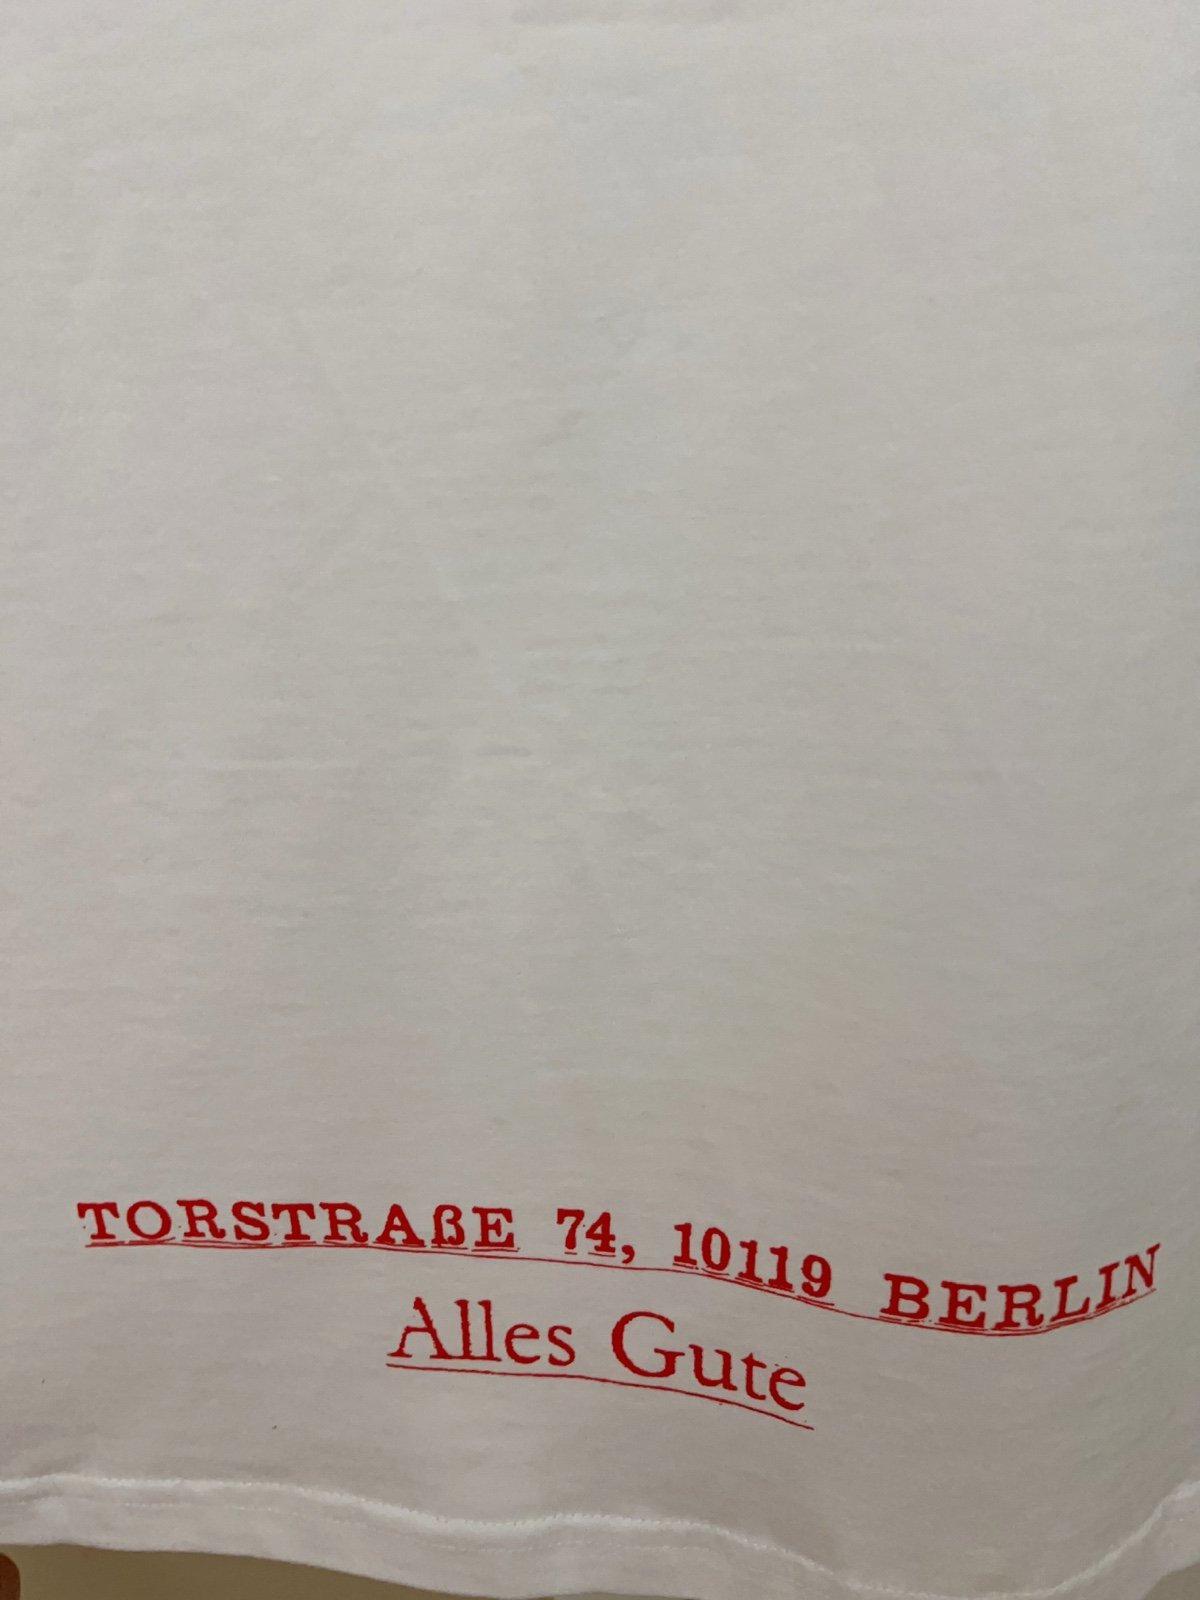 TORSTRAßE 74, 10119 BERLIN
Alles Gute